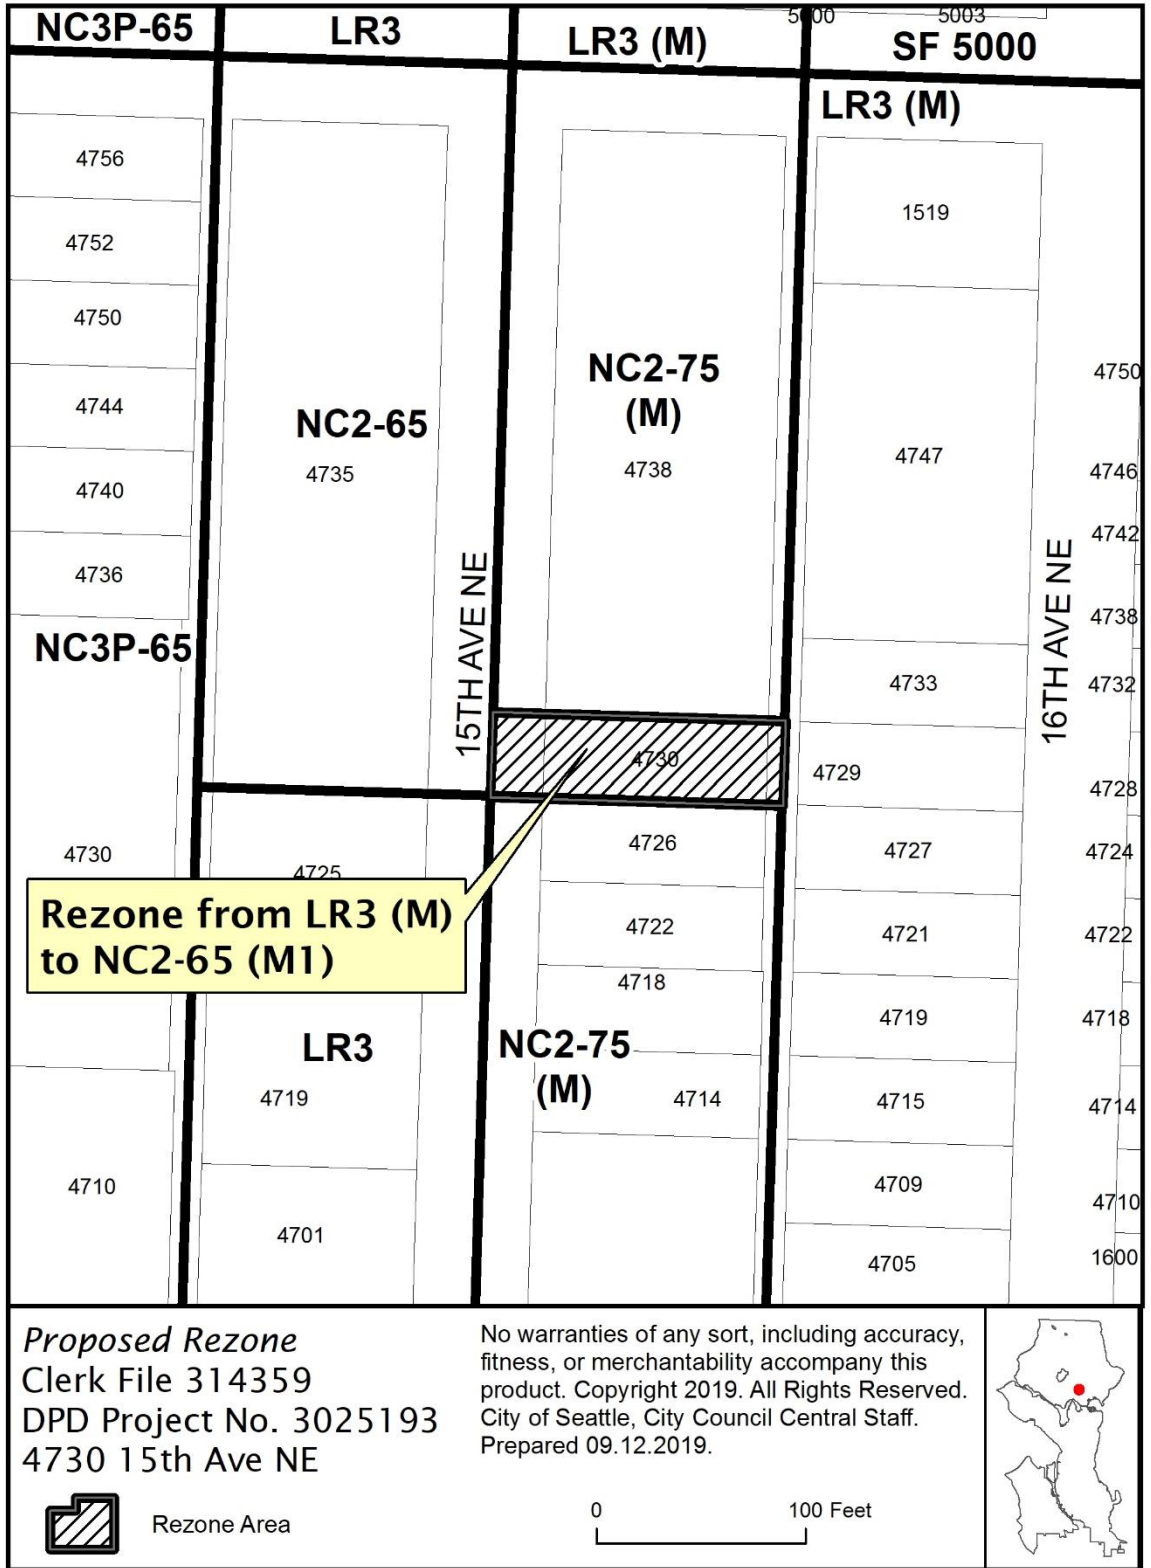 NC3P-65
LR3
LR3 (M)
5000
5003
SF 5000
LR3 (M)
4756
4752
4750
4744
4740
4736
NC3P-65
4730
4710
NC2-65
4735
15TH AVE NE
4725
Rezone from LR3 (M)
to NC2-65 (M1)
LR3
4719
4701
NC2-75
(M)
4738
4730
4726
4722
4718
NC2-75
(M)
4714
1519
4747
4733
4729
4727
4721
4719
4715
4709
4705
16TH AVE NE
4750
4746
4742
4738
4732
4728
4724
4722
4718
4714
4710
1600
Proposed Rezone
Clerk File 314359
DPD Project No. 3025193
4730 15th Ave NE
Rezone Area
No warranties of any sort, including accuracy,
fitness, or merchantability accompany this
product. Copyright 2019. All Rights Reserved.
City of Seattle, City Council Central Staff.
Prepared 09.12.2019.
0
100 Feet